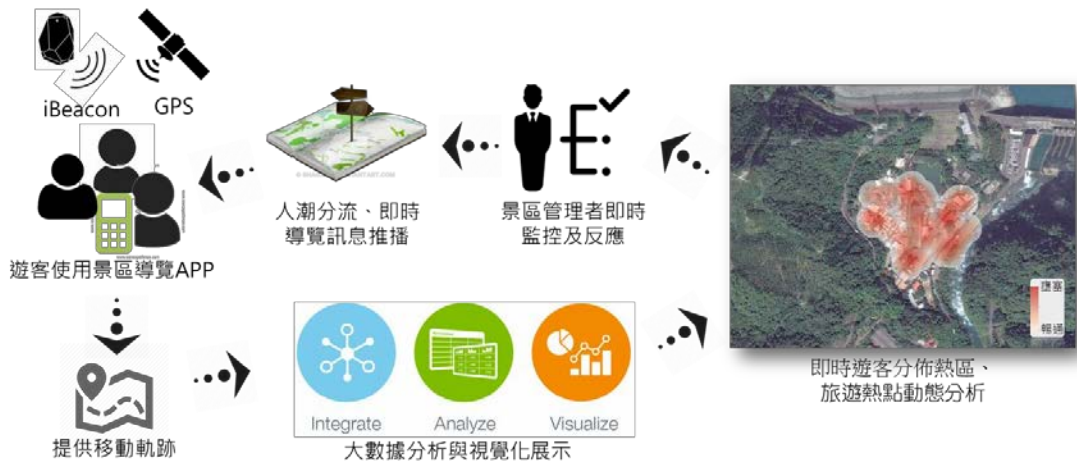 iBeacon
GPS
遊客使用景區導覽APP
人潮分流、即時
導覽訊息推播
景區管理者即時
監控及反應
壅塞
暢通
即時遊客分佈熱區、
旅遊熱點動態分析
提供移動軌跡
Integrate
Analyze
Visualize
大數據分析與視覺化展示